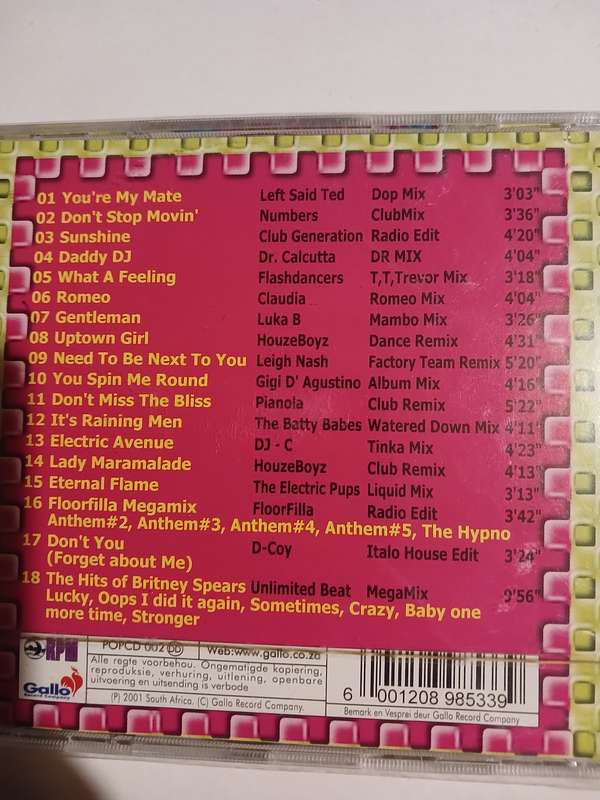 01 You're My Mate Left Said Ted Dop Mix 3'03"
02 Don't Stop Movin' Numbers ClubMix 3'36"
03 Sunshine Club Generation Radio Edit 4'20"
04 Daddy DJ Dr. Calcutta DR MIX 4'04"
05 What A Feeling Flashdancers T,T,Trevor Mix 3'18"
06 Romeo Claudia Romeo Mix 4'04"
07 Gentleman Luka B Mambo Mix 3'26"
08 Uptown Girl HouzeBoyz Dance Remix 4'31"
09 Need To Be Next To You Leigh Nash Factory Team Remix 5'20"
10 You Spin Me Round Gigi D' Agustino Album Mix 4'16"
11 Don't Miss The Bliss Pianola Club Remix 5'22"
12 It's Raining Men The Batty Babes Watered Down Mix 4'11"
13 Electric Avenue DJ - C Tinka Mix 4'23"
14 Lady Maramalade HouzeBoyz Club Remix 4'13"
15 Eternal Flame The Electric Pups Liquid Mix 3'13"
16 Floorfilla Megamix FloorFilla Radio Edit 3'42"
Anthem#2, Anthem#3, Anthem#4, Anthem#5, The Hypno
17 Don't You D-Coy Italo House Edit 3'24"
(Forget about Me)
18 The Hits of Britney Spears Unlimited Beat MegaMix 9'56"
Lucky, Oops I did it again, Sometimes, Crazy, Baby one
more time, Stronger
RPM POPCD 002 DD Web:www.gallo.co.za
Gallo
Record Company
Alle regte voorbehou. Ongematigde kopiering,
reproduksie, verhuring, uitlening, openbare
uitvoering en uitsending is verbode
(P) 2001 South Africa. (C) Gallo Record Company.
6 001208 985339
Bemark en Vesprei deur Gallo Record Company